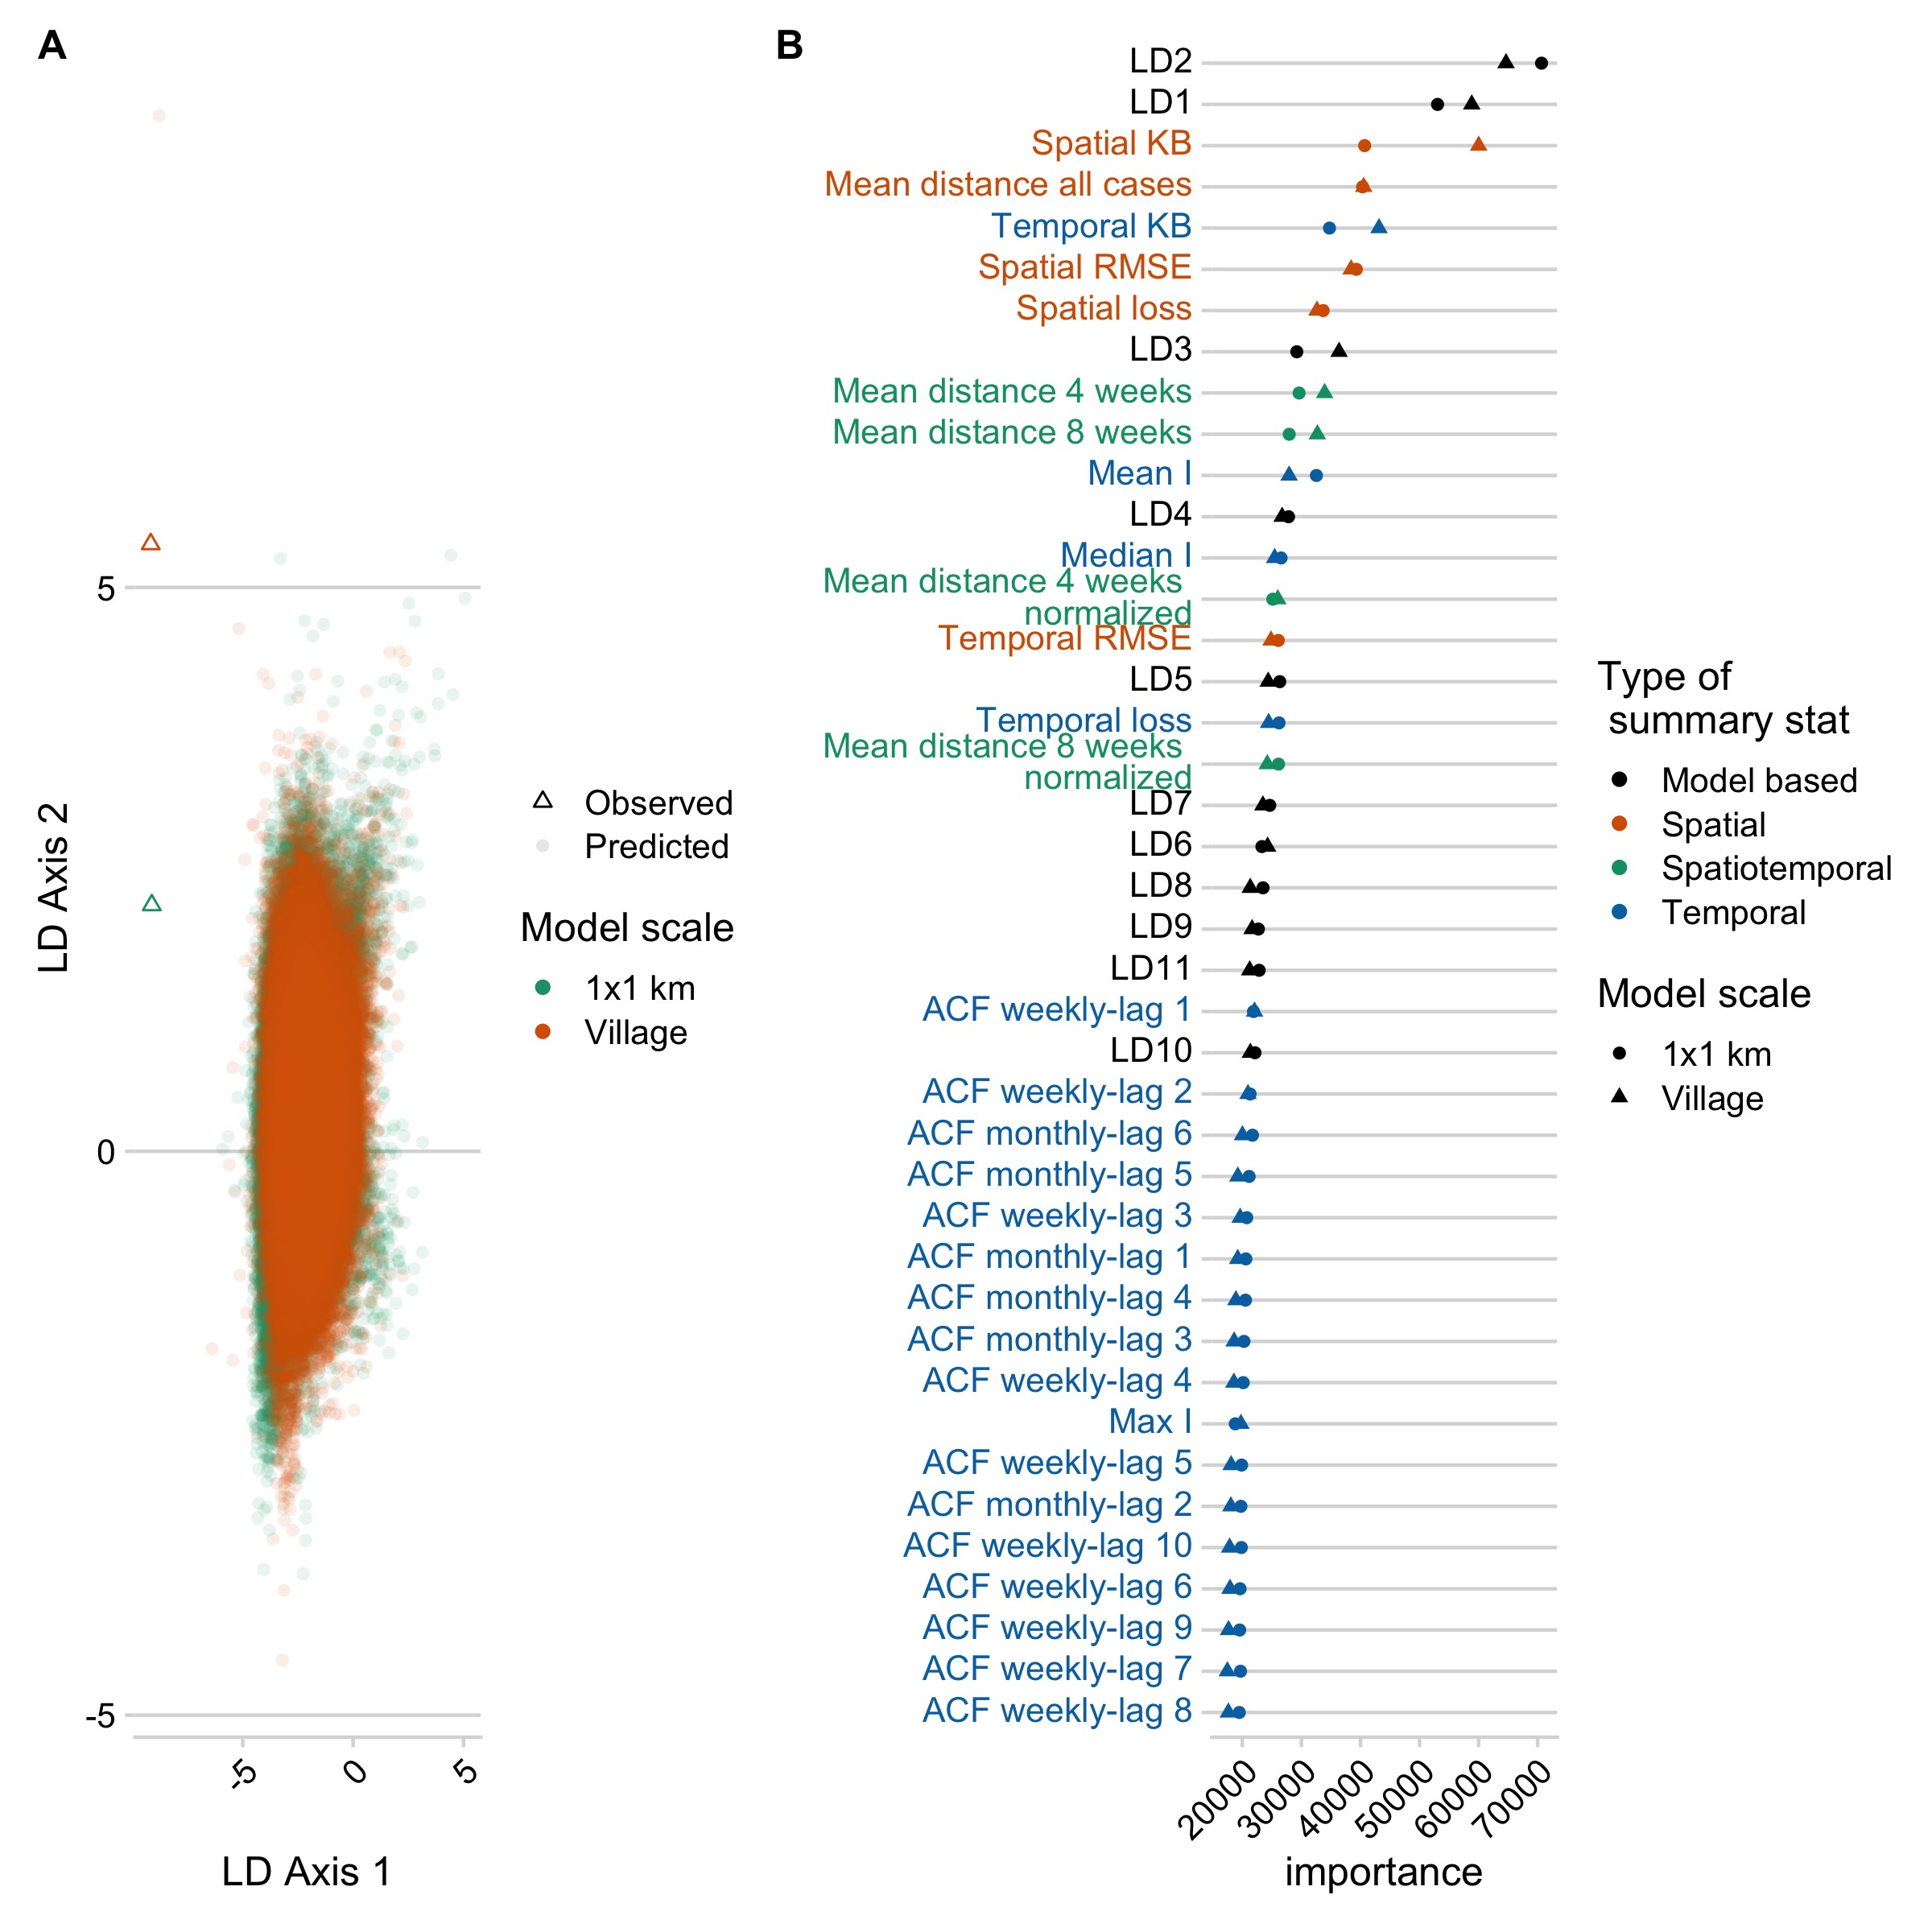 A
5
0
-5
LD Axis 2
-5
0
5
LD Axis 1
Observed
Predicted
Model scale
1x1 km
Village
B
LD2
LD1
Spatial KB
Mean distance all cases
Temporal KB
Spatial RMSE
Spatial loss
LD3
Mean distance 4 weeks
Mean distance 8 weeks
Mean I
LD4
Median I
Mean distance 4 weeks
normalized
Temporal RMSE
LD5
Temporal loss
Mean distance 8 weeks
normalized
LD7
LD6
LD8
LD9
LD11
ACF weekly-lag 1
LD10
ACF weekly-lag 2
ACF monthly-lag 6
ACF monthly-lag 5
ACF weekly-lag 3
ACF monthly-lag 1
ACF monthly-lag 4
ACF monthly-lag 3
ACF weekly-lag 4
Max I
ACF weekly-lag 5
ACF monthly-lag 2
ACF weekly-lag 10
ACF weekly-lag 6
ACF weekly-lag 9
ACF weekly-lag 7
ACF weekly-lag 8
20000
30000
40000
50000
60000
70000
importance
Type of
summary stat
Model based
Spatial
Spatiotemporal
Temporal
Model scale
1x1 km
Village